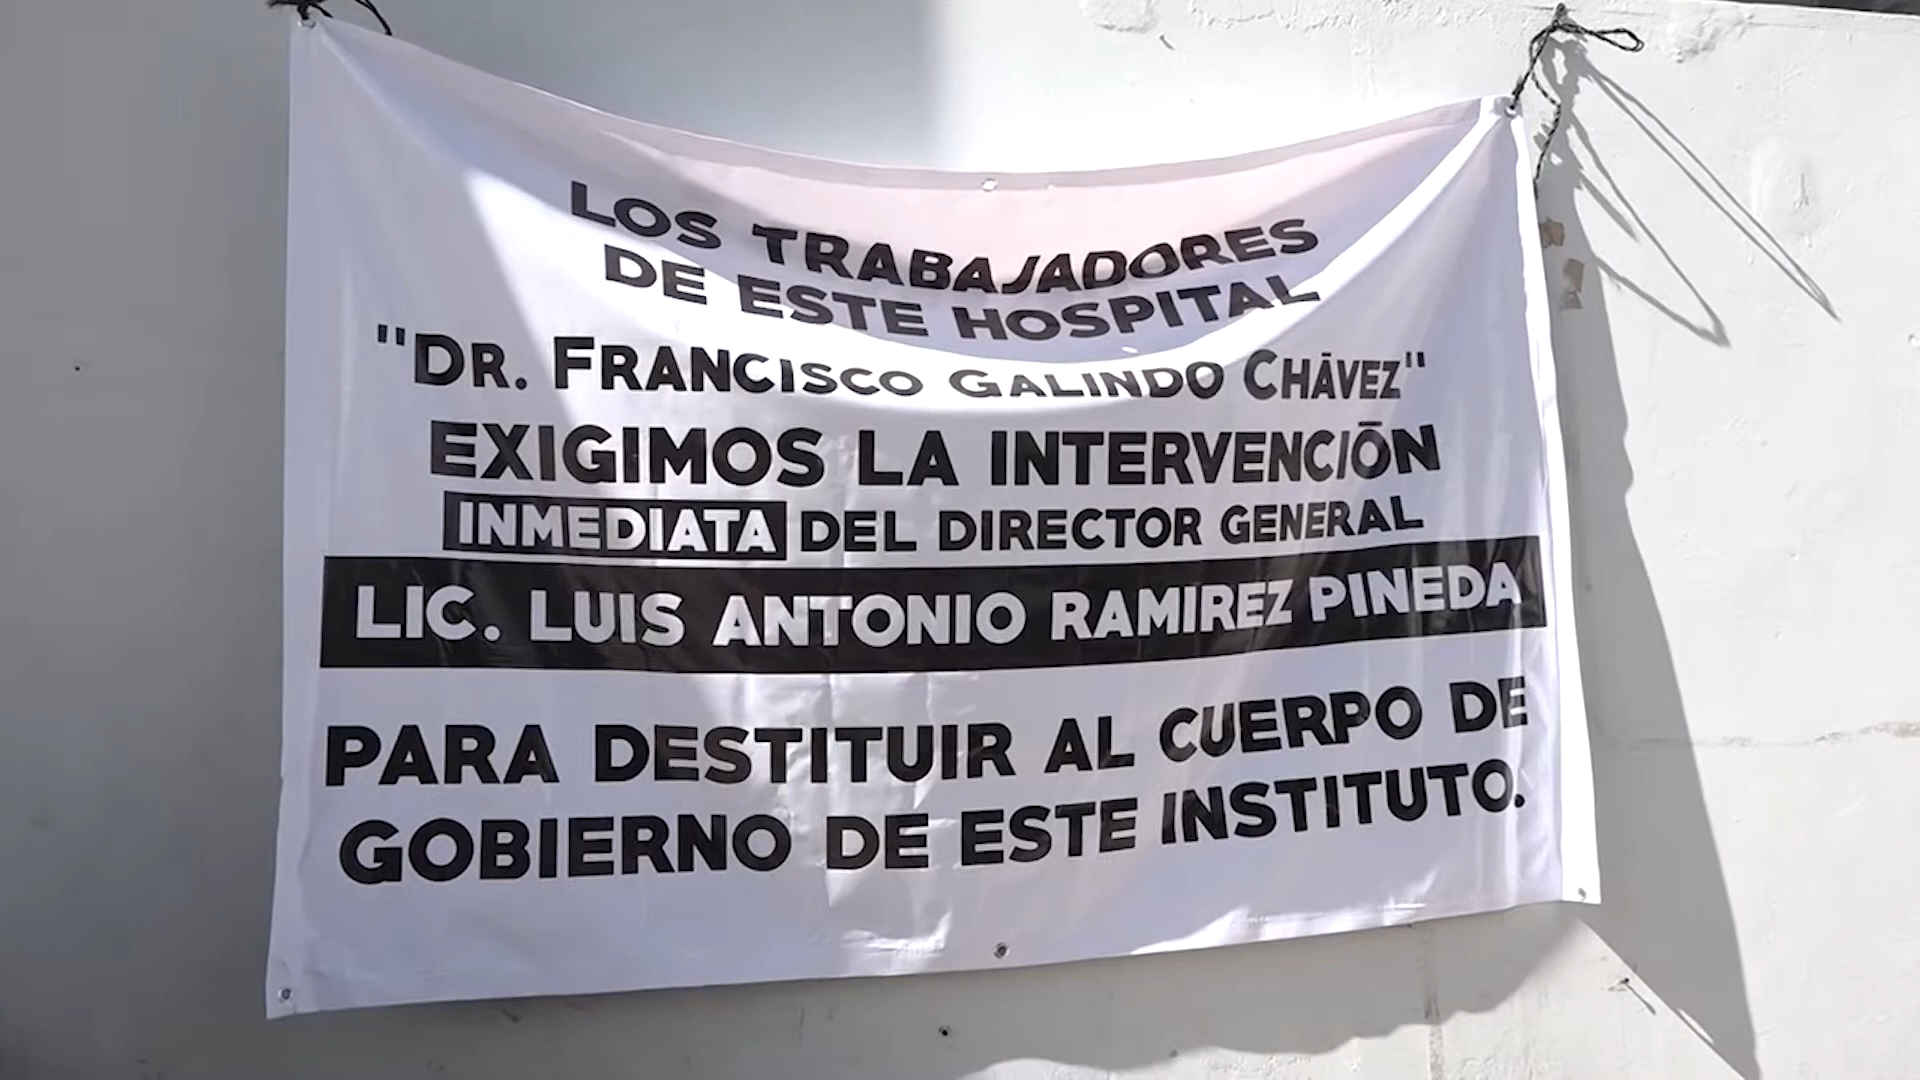 LOS TRABAJADORES
DE ESTE HOSPITAL
"DR. FRANCISCO GALINDO CHÁVEZ"
EXIGIMOS LA INTERVENCIÓN
INMEDIATA DEL DIRECTOR GENERAL
LIC. LUIS ANTONIO RAMIREZ PINEDA
PARA DESTITUIR AL CUERPO DE
GOBIERNO DE ESTE INSTITUTO.